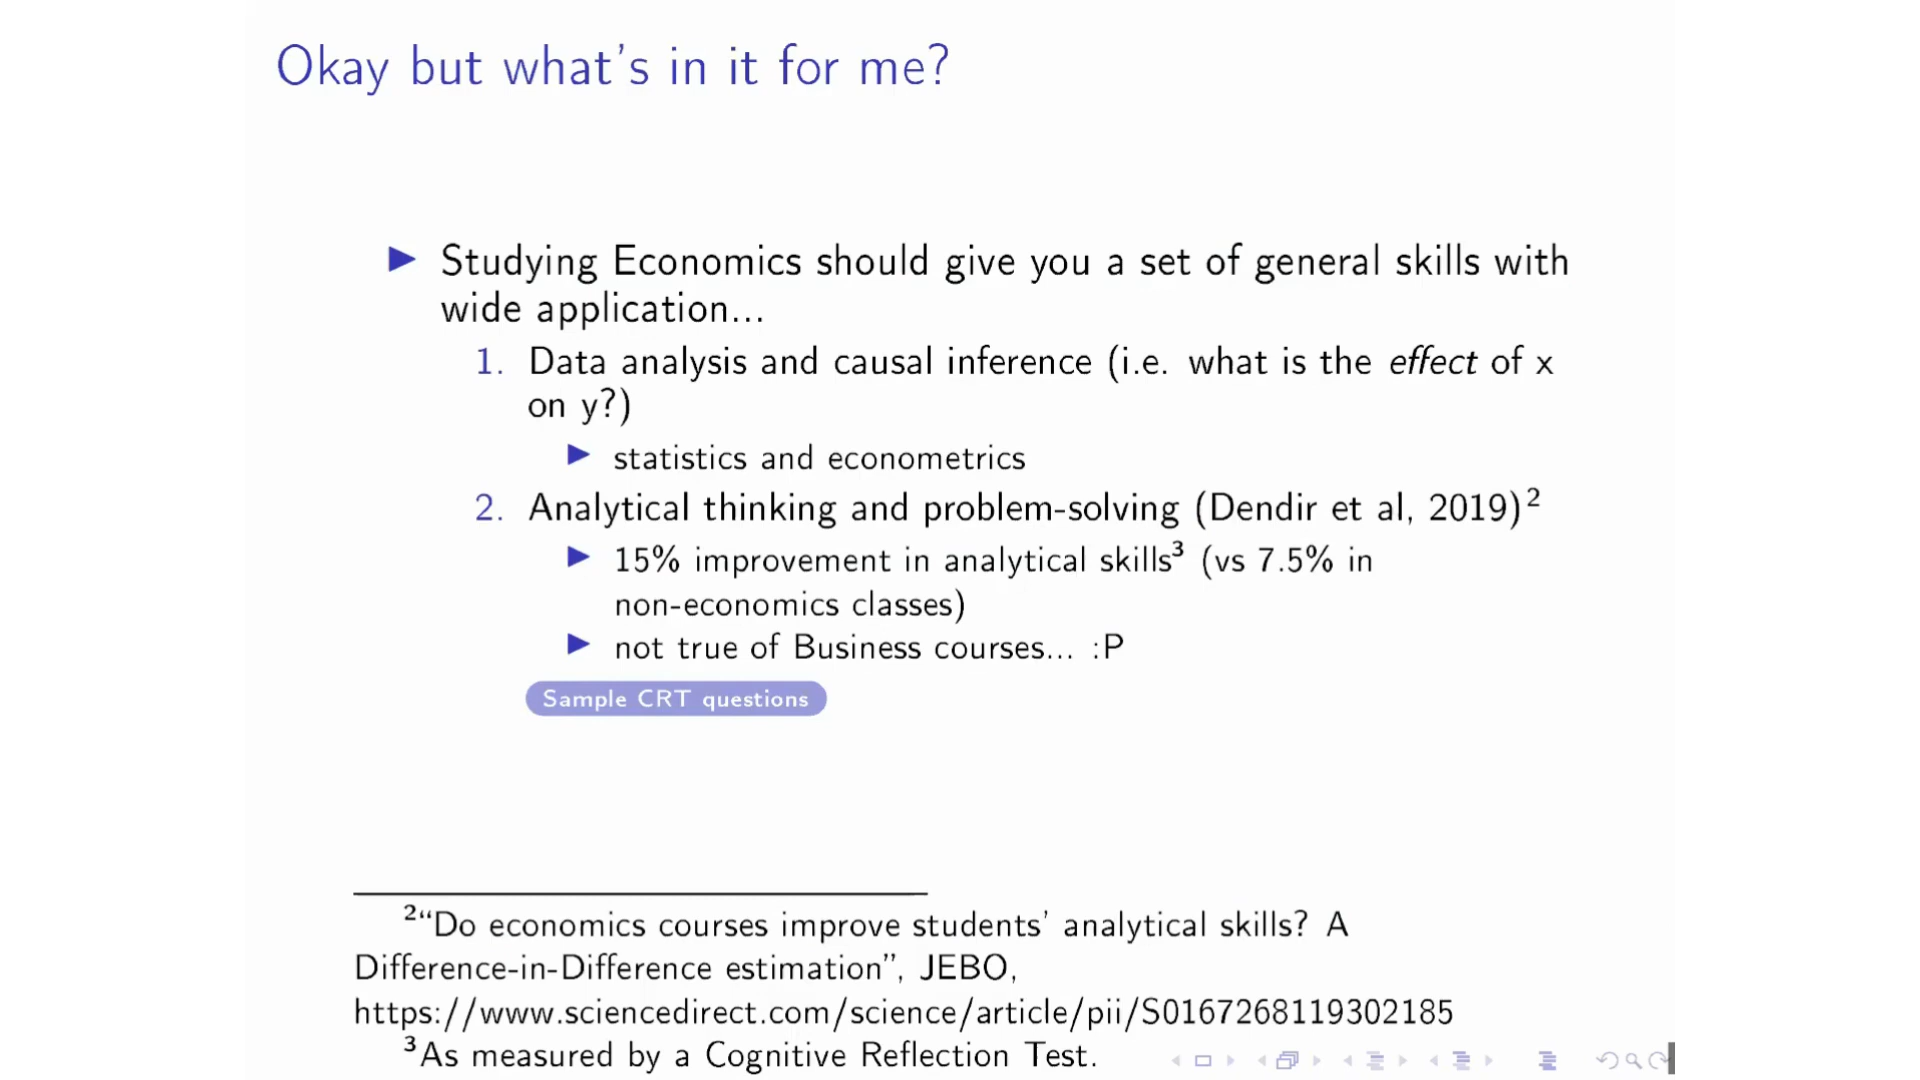 Okay but what's in it for me?
Studying Economics should give you a set of general skills with
wide application...
1. Data analysis and causal inference (i.e. what is the effect of x
on y?)
statistics and econometrics
2. Analytical thinking and problem-solving (Dendir et al, 2019)²
15% improvement in analytical skills³ (vs 7.5% in
non-economics classes)
not true of Business courses... :P
Sample CRT questions
²“Do economics courses improve students’ analytical skills? A
Difference-in-Difference estimation”, JEBO,
https://www.sciencedirect.com/science/article/pii/S0167268119302185
³As measured by a Cognitive Reflection Test.